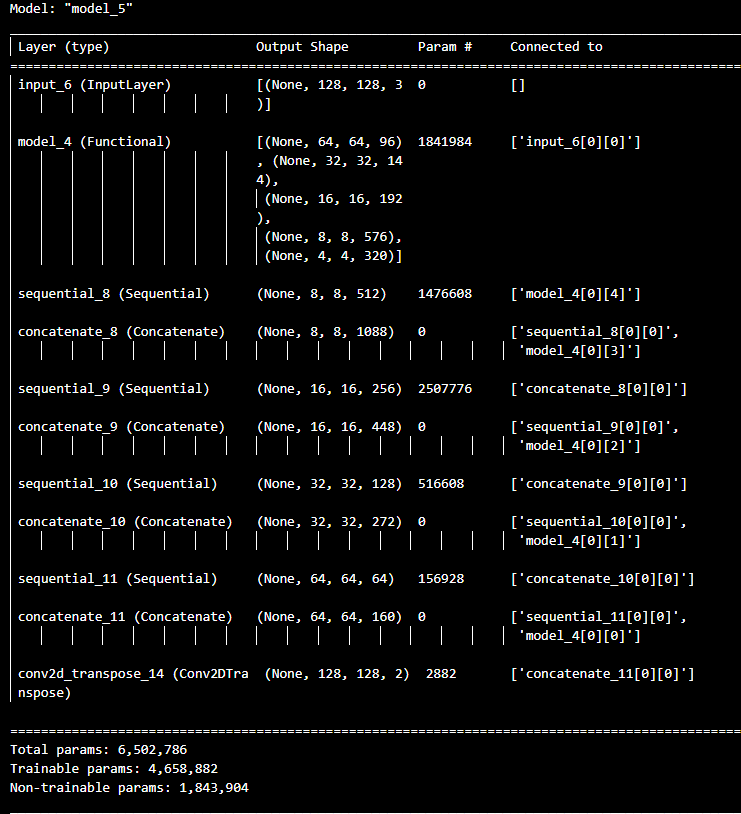 Model: "model_5"
Layer (type) Output Shape Param # Connected to
input_6 (InputLayer) [(None, 128, 128, 3 0 []
)]
model_4 (Functional) [(None, 64, 64, 96) 1841984 ['input_6[0][0]']
, (None, 32, 32, 14
4),
(None, 16, 16, 192
),
(None, 8, 8, 576),
(None, 4, 4, 320)]
sequential_8 (Sequential) (None, 8, 8, 512) 1476608 ['model_4[0][4]']
concatenate_8 (Concatenate) (None, 8, 8, 1088) 0 ['sequential_8[0][0]',
'model_4[0][3]']
sequential_9 (Sequential) (None, 16, 16, 256) 2507776 ['concatenate_8[0][0]']
concatenate_9 (Concatenate) (None, 16, 16, 448) 0 ['sequential_9[0][0]',
'model_4[0][2]']
sequential_10 (Sequential) (None, 32, 32, 128) 516608 ['concatenate_9[0][0]']
concatenate_10 (Concatenate) (None, 32, 32, 272) 0 ['sequential_10[0][0]',
'model_4[0][1]']
sequential_11 (Sequential) (None, 64, 64, 64) 156928 ['concatenate_10[0][0]']
concatenate_11 (Concatenate) (None, 64, 64, 160) 0 ['sequential_11[0][0]',
'model_4[0][0]']
conv2d_transpose_14 (Conv2DTra (None, 128, 128, 2) 2882 ['concatenate_11[0][0]']
nspose)
Total params: 6,502,786
Trainable params: 4,658,882
Non-trainable params: 1,843,904